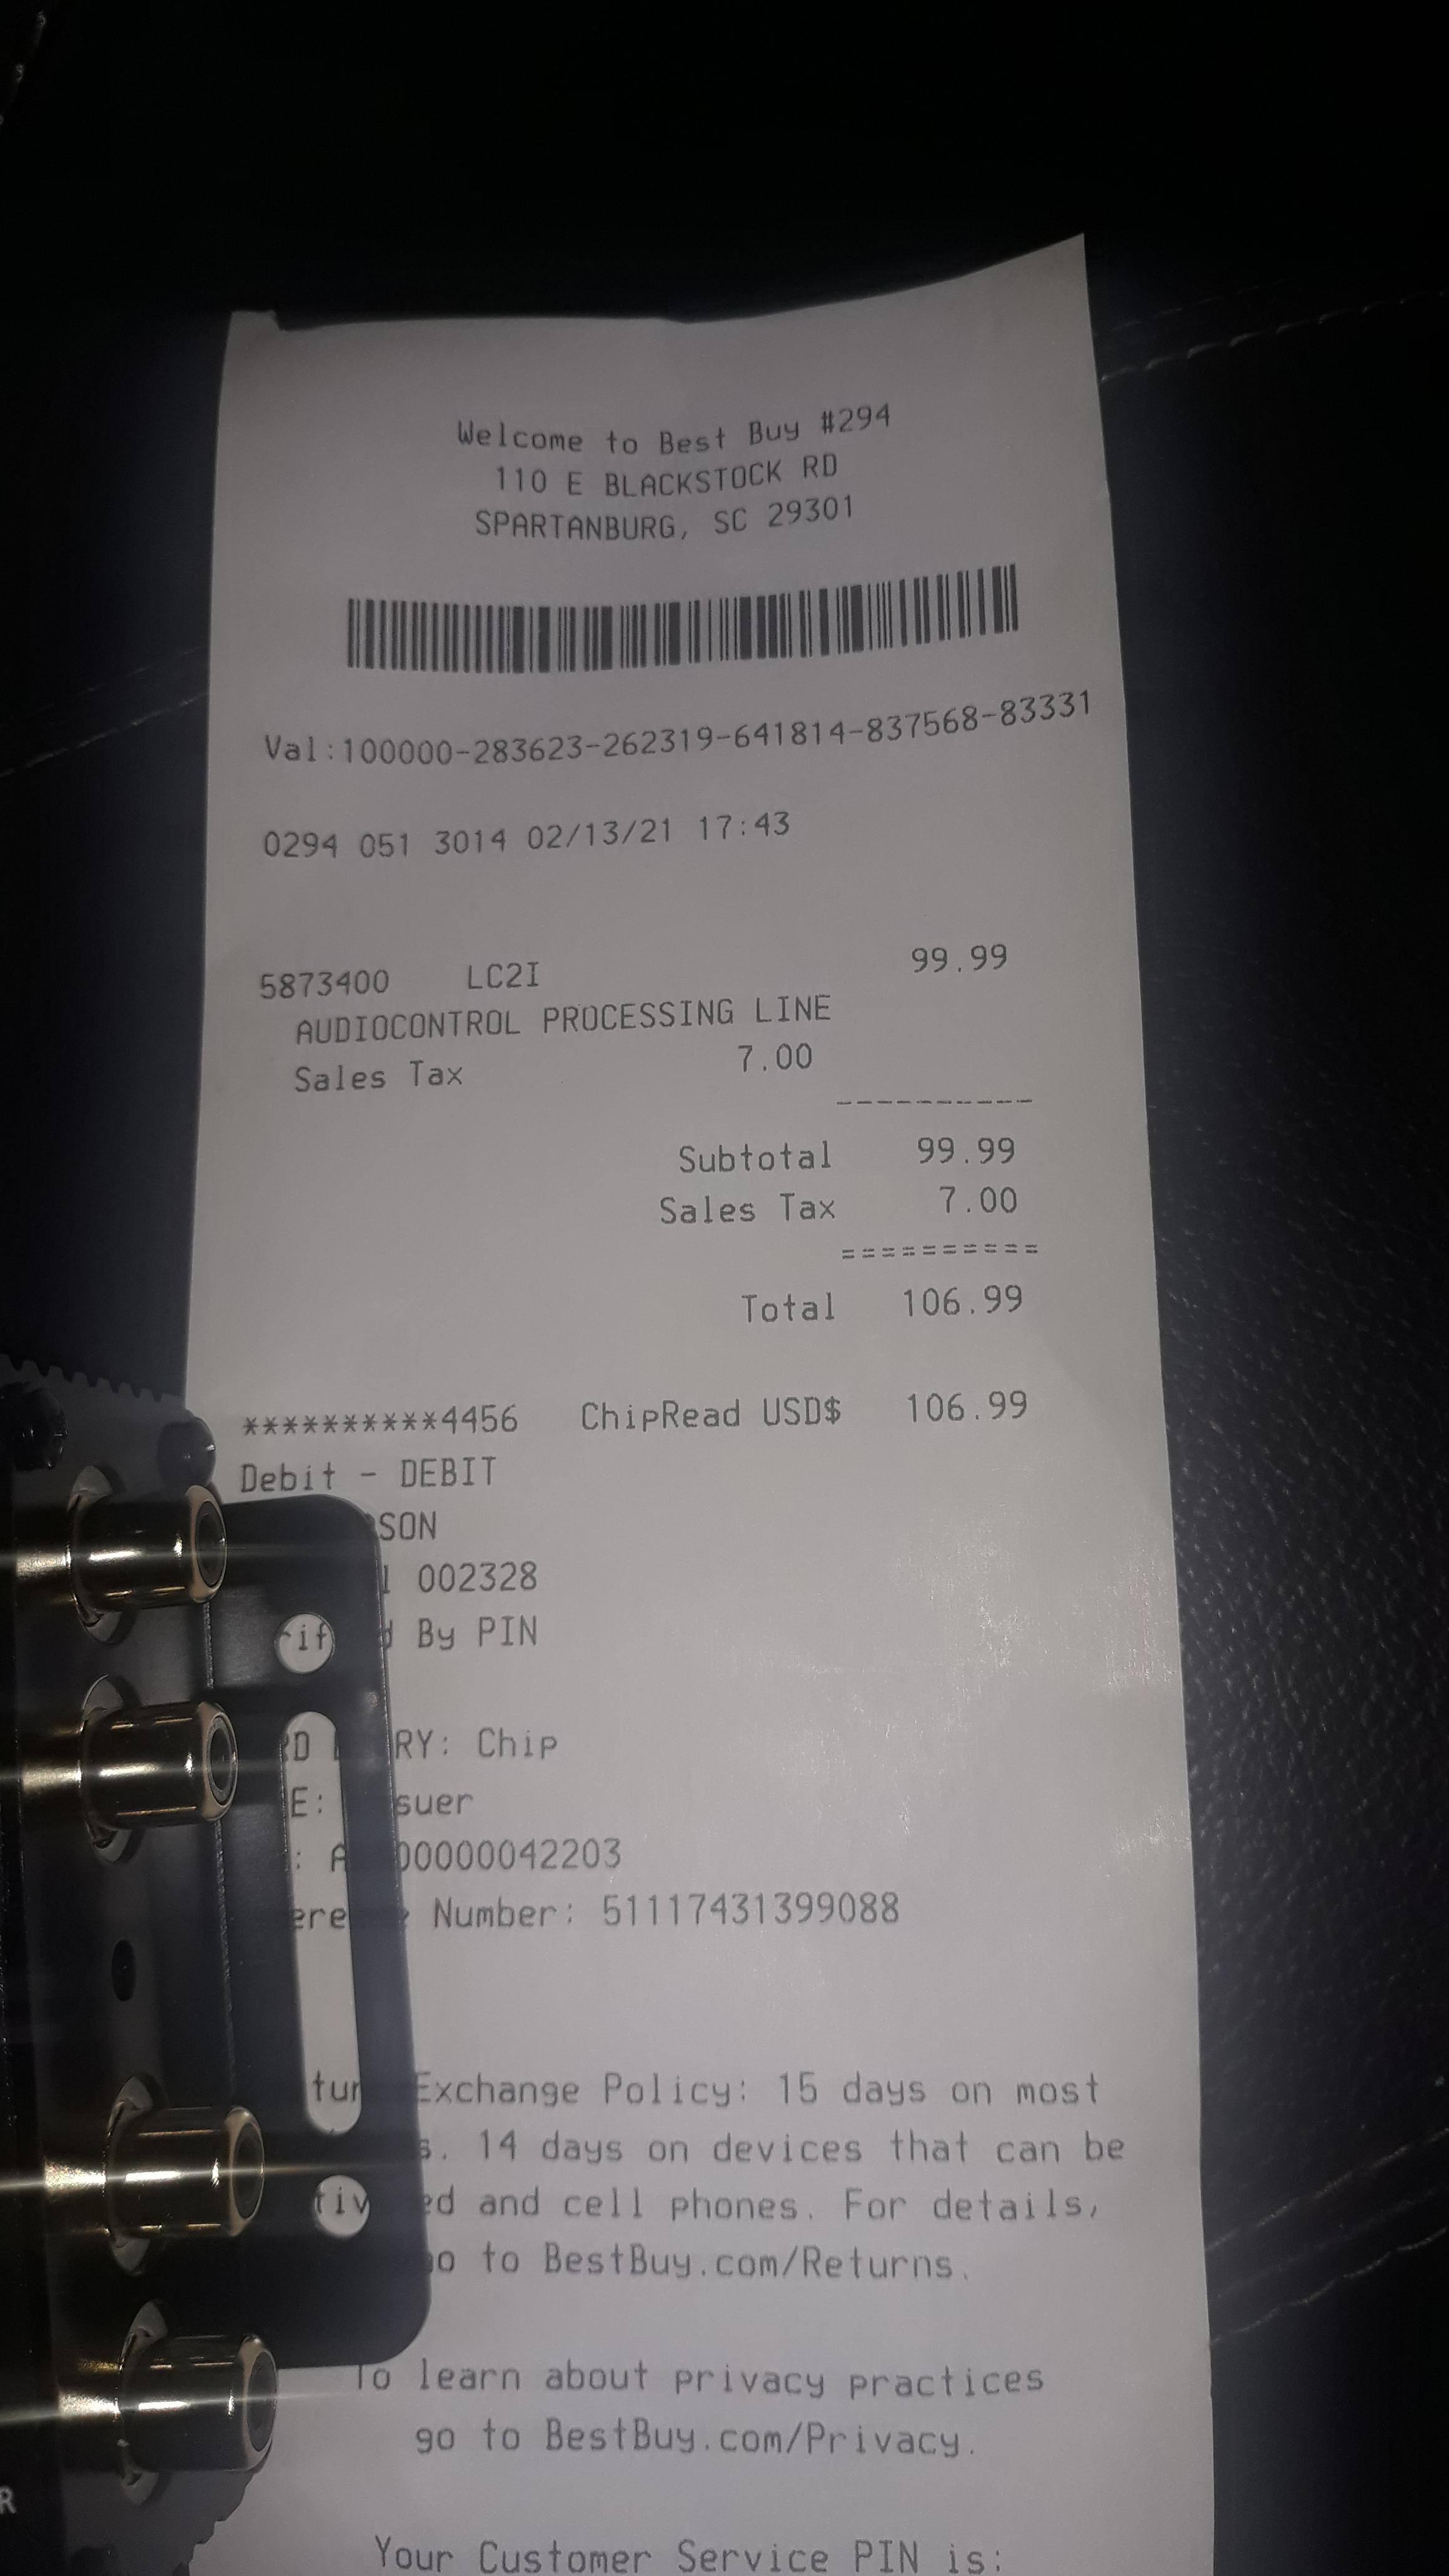 Welcome to Best Buy #294
110 E BLACKSTOCK RD
SPARTANBURG, SC 29301
Val:100000-283623-262319-641814-837568-83331
0294 051 3014 02/13/21 17:43
5873400 LC2I 99.99
AUDIOCONTROL PROCESSING LINE
Sales Tax 7.00
----------
Subtotal 99.99
Sales Tax 7.00
==========
Total 106.99
**********4456 ChipRead USD$ 106.99
Debit - DEBIT
SON
002328
By PIN
RY: Chip
E: suer
00000042203
Number: 51117431399088
Exchange Policy: 15 days on most
s. 14 days on devices that can be
ed and cell phones. For details,
go to BestBuy.com/Returns.
To learn about privacy practices
go to BestBuy.com/Privacy.
Your Customer Service PIN is:
R